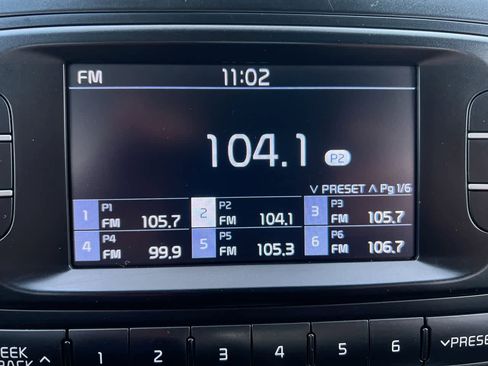 FM 11:02
104.1 P2
∨ PRESET ∧ Pg 1/6
1 P1 FM 105.7 2 P2 FM 104.1 3 P3 FM 105.7
4 P4 FM 99.9 5 P5 FM 105.3 6 P6 FM 106.7
1 2 3 4 5 6 ∨PRESE
EEK ∧